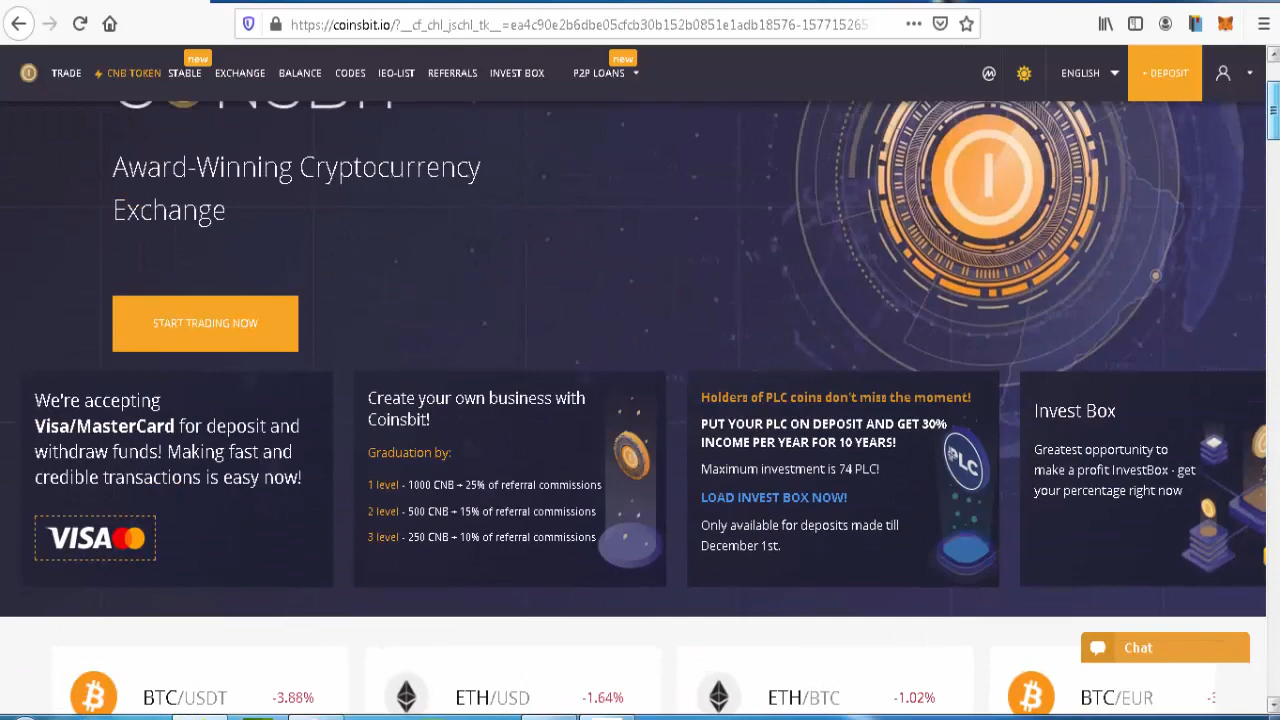 https://coinsbit.io/?__cf_chl_jschl_tk__=ea4c90e2b6dbe05cfcb30b152b0851e1adb18576-157715265
new
new
TRADE CNB TOKEN STABLE EXCHANGE BALANCE CODES IEO-LIST REFERRALS INVEST BOX P2P LOANS ENGLISH + DEPOSIT
COINSBIT
Award-Winning Cryptocurrency
Exchange
START TRADING NOW
We're accepting
Visa/MasterCard for deposit and
withdraw funds! Making fast and
credible transactions is easy now!
VISA
Create your own business with
Coinsbit!
Graduation by:
1 level - 1000 CNB + 25% of referral commissions
2 level - 500 CNB + 15% of referral commissions
3 level - 250 CNB + 10% of referral commissions
Holders of PLC coins don't miss the moment!
PUT YOUR PLC ON DEPOSIT AND GET 30%
INCOME PER YEAR FOR 10 YEARS!
Maximum investment is 74 PLC!
LOAD INVEST BOX NOW!
Only available for deposits made till
December 1st.
PLC
Invest Box
Greatest opportunity to
make a profit InvestBox - get
your percentage right now
Chat
BTC/USDT -3.88%
ETH/USD -1.64%
ETH/BTC -1.02%
BTC/EUR